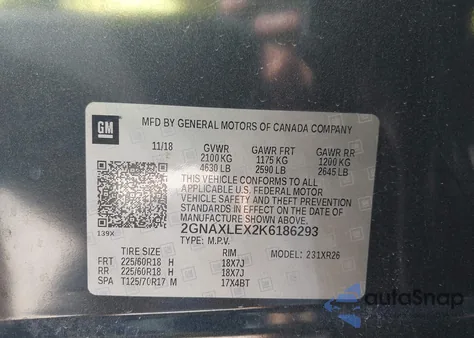 GM
MFD BY GENERAL MOTORS OF CANADA COMPANY
11/18 GVWR GAWR FRT GAWR RR
2100 KG 1175 KG 1200 KG
4630 LB 2590 LB 2645 LB
THIS VEHICLE CONFORMS TO ALL
APPLICABLE U.S. FEDERAL MOTOR
VEHICLE SAFETY, BUMPER, AND THEFT
PREVENTION STANDARDS IN EFFECT ON
THE DATE OF MANUFACTURE SHOWN ABOVE.
2GNAXLEX2K6186293
139X TYPE: M.P.V. MODEL: 231XR26
TIRE SIZE RIM
FRT 225/60R18 H 18X7J
RR 225/60R18 H 18X7J
SPA T125/70R17 M 17X4BT
autoSnap